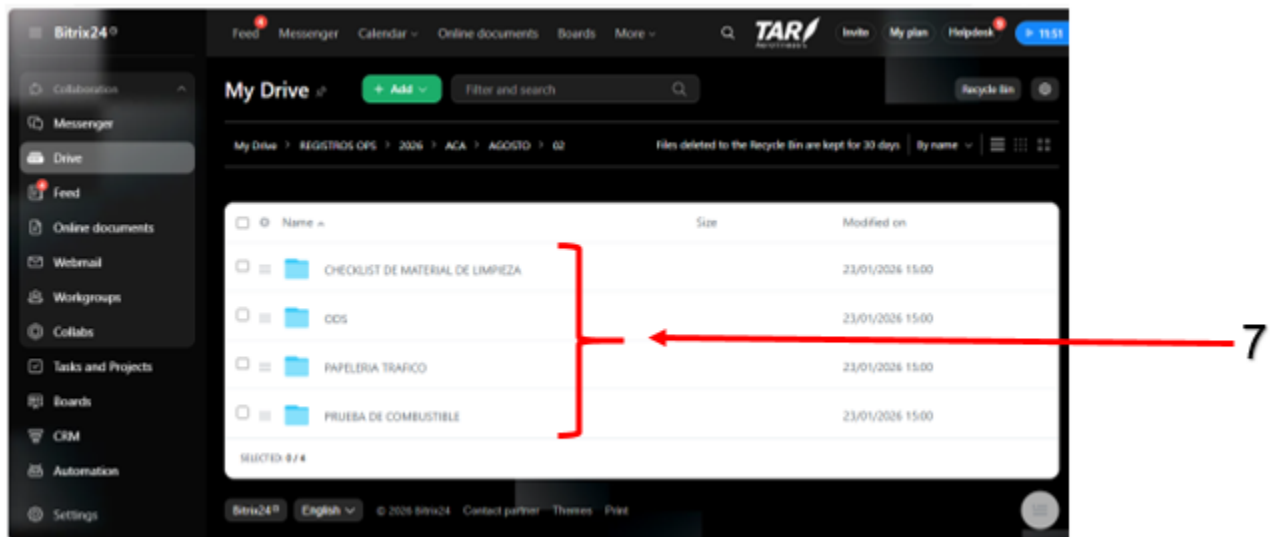 Bitrix24
Feed 4 Messenger Calendar Online documents Boards More TAR Invite My plan Helpdesk 9 11:51
Collaboration
My Drive + Add Filter and search Recycle Bin
Messenger
My Drive > REGISTROS OPS > 2026 > ACA > AGOSTO > 02 Files deleted to the Recycle Bin are kept for 30 days By name
Drive
Feed
Online documents
Name Size Modified on
Webmail
CHECKLIST DE MATERIAL DE LIMPIEZA 23/01/2026 15:00
Workgroups
ODS 23/01/2026 15:00
Collabs
7
Tasks and Projects
PAPELERIA TRAFICO 23/01/2026 15:00
Boards
PRUEBA DE COMBUSTIBLE 23/01/2026 15:00
CRM
SELECTED: 0 / 4
Automation
Settings
Bitrix24 English © 2026 Bitrix24 Contact partner Themes Print